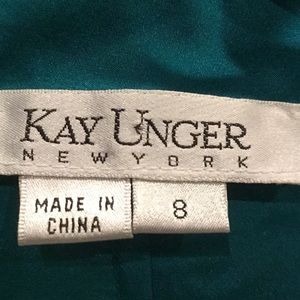 KAY UNGER
NEW YORK
MADE IN
CHINA
8